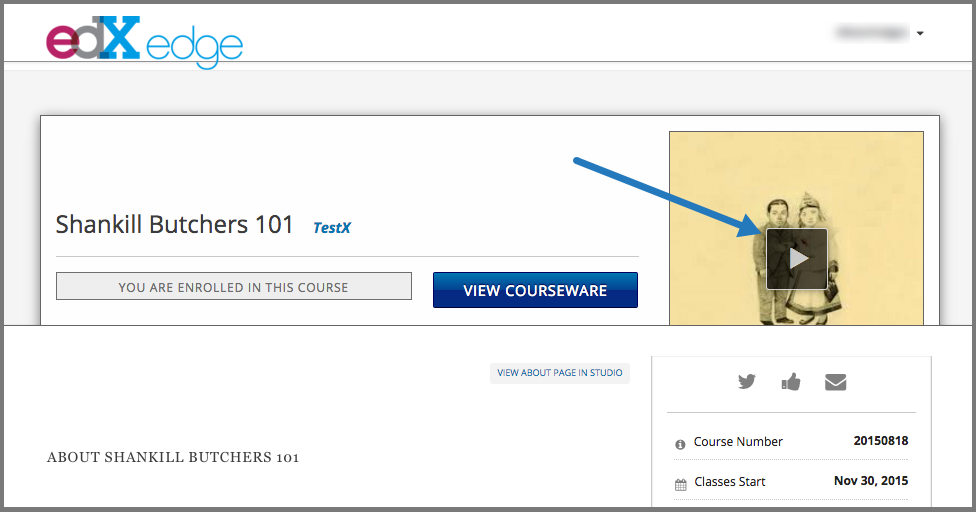 edX edge
Shankill Butchers 101 TestX
YOU ARE ENROLLED IN THIS COURSE
VIEW COURSEWARE
VIEW ABOUT PAGE IN STUDIO
ABOUT SHANKILL BUTCHERS 101
Course Number 20150818
Classes Start Nov 30, 2015